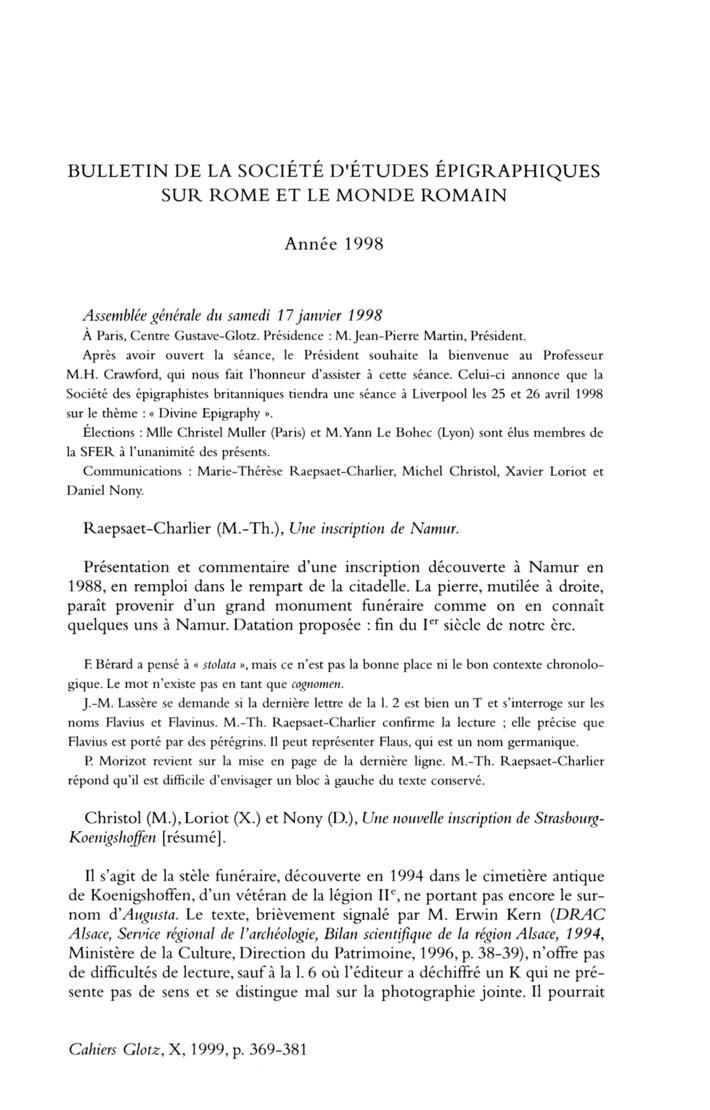 BULLETIN DE LA SOCIÉTÉ D'ÉTUDES ÉPIGRAPHIQUES
SUR ROME ET LE MONDE ROMAIN
Année 1998
Assemblée générale du samedi 17 janvier 1998
À Paris, Centre Gustave-Glotz. Présidence : M. Jean-Pierre Martin, Président.
Après avoir ouvert la séance, le Président souhaite la bienvenue au Professeur
M.H. Crawford, qui nous fait l'honneur d'assister à cette séance. Celui-ci annonce que la
Société des épigraphistes britanniques tiendra une séance à Liverpool les 25 et 26 avril 1998
sur le thème : « Divine Epigraphy ».
Élections : Mlle Christel Muller (Paris) et M. Yann Le Bohec (Lyon) sont élus membres de
la SFER à l'unanimité des présents.
Communications : Marie-Thérèse Raepsaet-Charlier, Michel Christol, Xavier Loriot et
Daniel Nony.
Raepsaet-Charlier (M.-Th.), Une inscription de Namur.
Présentation et commentaire d'une inscription découverte à Namur en
1988, en remploi dans le rempart de la citadelle. La pierre, mutilée à droite,
paraît provenir d'un grand monument funéraire comme on en connaît
quelques uns à Namur. Datation proposée : fin du Ier siècle de notre ère.
F. Bérard a pensé à « stolata », mais ce n'est pas la bonne place ni le bon contexte chronolo-
gique. Le mot n'existe pas en tant que cognomen.
J.-M. Lassère se demande si la dernière lettre de la l. 2 est bien un T et s'interroge sur les
noms Flavius et Flavinus. M.-Th. Raepsaet-Charlier confirme la lecture ; elle précise que
Flavius est porté par des pérégrins. Il peut représenter Flaus, qui est un nom germanique.
P. Morizot revient sur la mise en page de la dernière ligne. M.-Th. Raepsaet-Charlier
répond qu'il est difficile d'envisager un bloc à gauche du texte conservé.
Christol (M.), Loriot (X.) et Nony (D.), Une nouvelle inscription de Strasbourg-
Koenigshoffen [résumé].
Il s'agit de la stèle funéraire, découverte en 1994 dans le cimetière antique
de Koenigshoffen, d'un vétéran de la légion IIe, ne portant pas encore le sur-
nom d'Augusta. Le texte, brièvement signalé par M. Erwin Kern (DRAC
Alsace, Service régional de l'archéologie, Bilan scientifique de la région Alsace, 1994,
Ministère de la Culture, Direction du Patrimoine, 1996, p. 38-39), n'offre pas
de difficultés de lecture, sauf à la l. 6 où l'éditeur a déchiffré un K qui ne pré-
sente pas de sens et se distingue mal sur la photographie jointe. Il pourrait
Cahiers Glotz, X, 1999, p. 369-381